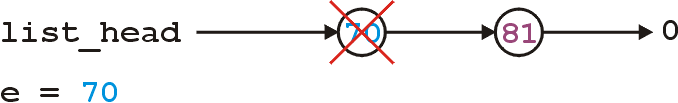 list_head 70 81 0
e = 70